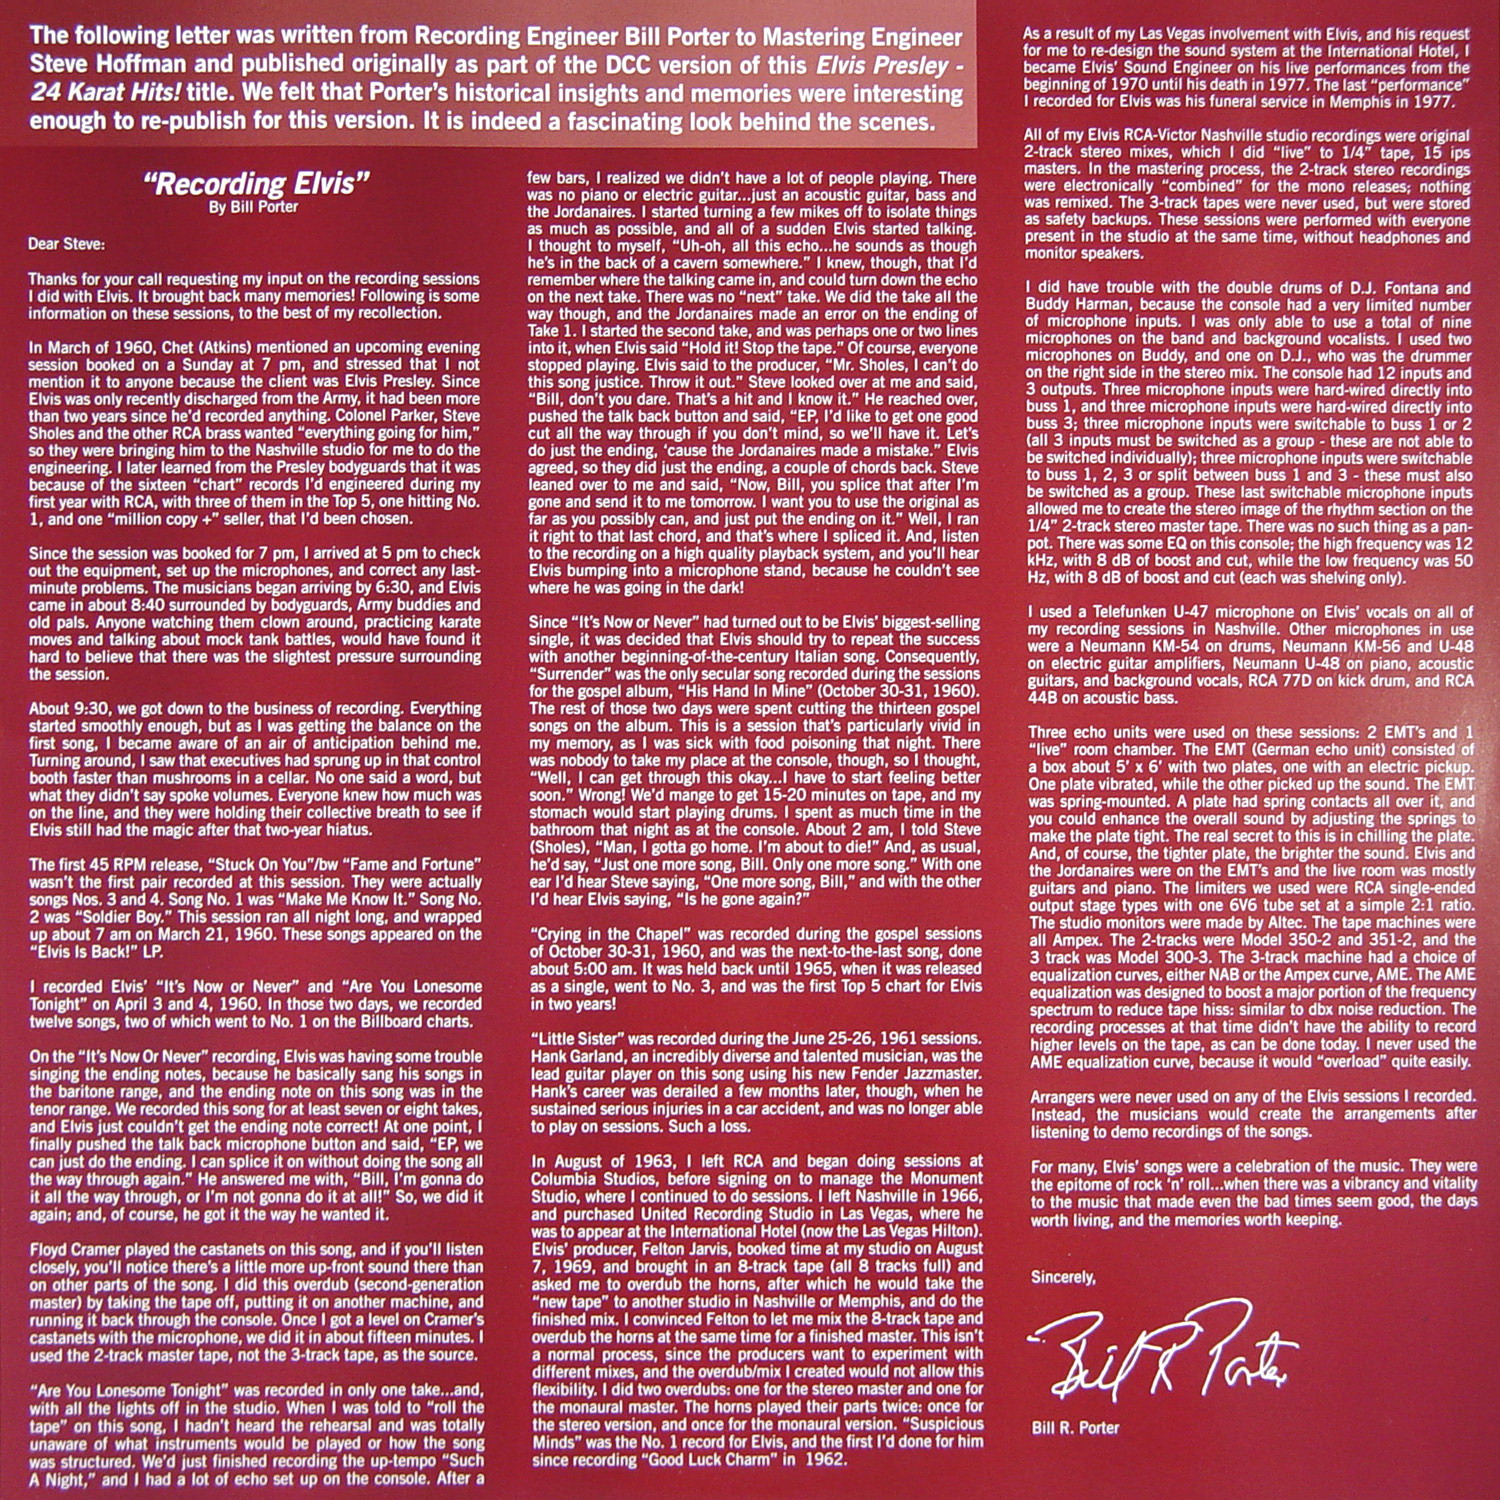 The following letter was written from Recording Engineer Bill Porter to Mastering Engineer
Steve Hoffman and published originally as part of the DCC version of this Elvis Presley -
24 Karat Hits! title. We felt that Porter's historical insights and memories were interesting
enough to re-publish for this version. It is indeed a fascinating look behind the scenes.
"Recording Elvis"
By Bill Porter
Dear Steve:
Thanks for your call requesting my input on the recording sessions
I did with Elvis. It brought back many memories! Following is some
information on these sessions, to the best of my recollection.
In March of 1960, Chet (Atkins) mentioned an upcoming evening
session booked on a Sunday at 7 pm, and stressed that I not
mention it to anyone because the client was Elvis Presley. Since
Elvis was only recently discharged from the Army, it had been more
than two years since he'd recorded anything. Colonel Parker, Steve
Sholes and the other RCA brass wanted "everything going for him,"
so they were bringing him to the Nashville studio for me to do the
engineering. I later learned from the Presley bodyguards that it was
because of the sixteen "chart" records I'd engineered during my
first year with RCA, with three of them in the Top 5, one hitting No.
1, and one "million copy +" seller, that I'd been chosen.
Since the session was booked for 7 pm, I arrived at 5 pm to check
out the equipment, set up the microphones, and correct any last-
minute problems. The musicians began arriving by 6:30, and Elvis
came in about 8:40 surrounded by bodyguards, Army buddies and
old pals. Anyone watching them clown around, practicing karate
moves and talking about mock tank battles, would have found it
hard to believe that there was the slightest pressure surrounding
the session.
About 9:30, we got down to the business of recording. Everything
started smoothly enough, but as I was getting the balance on the
first song, I became aware of an air of anticipation behind me.
Turning around, I saw that executives had sprung up in that control
booth faster than mushrooms in a cellar. No one said a word, but
what they didn't say spoke volumes. Everyone knew how much was
on the line, and they were holding their collective breath to see if
Elvis still had the magic after that two-year hiatus.
The first 45 RPM release, "Stuck On You"/bw "Fame and Fortune"
wasn't the first pair recorded at this session. They were actually
songs Nos. 3 and 4. Song No. 1 was "Make Me Know It." Song No.
2 was "Soldier Boy." This session ran all night long, and wrapped
up about 7 am on March 21, 1960. These songs appeared on the
"Elvis Is Back!" LP.
I recorded Elvis' "It's Now or Never" and "Are You Lonesome
Tonight" on April 3 and 4, 1960. In those two days, we recorded
twelve songs, two of which went to No. 1 on the Billboard charts.
On the "It's Now Or Never" recording, Elvis was having some trouble
singing the ending notes, because he basically sang his songs in
the baritone range, and the ending note on this song was in the
tenor range. We recorded this song for at least seven or eight takes,
and Elvis just couldn't get the ending note correct! At one point, I
finally pushed the talk back microphone button and said, "EP, we
can just do the ending. I can splice it on without doing the song all
the way through again." He answered me with, "Bill, I'm gonna do
it all the way through, or I'm not gonna do it at all!" So, we did it
again; and, of course, he got it the way he wanted it.
Floyd Cramer played the castanets on this song, and if you'll listen
closely, you'll notice there's a little more up-front sound there than
on other parts of the song. I did this overdub (second-generation
master) by taking the tape off, putting it on another machine, and
running it back through the console. Once I got a level on Cramer's
castanets with the microphone, we did it in about fifteen minutes. I
used the 2-track master tape, not the 3-track tape, as the source.
"Are You Lonesome Tonight" was recorded in only one take...and,
with all the lights off in the studio. When I was told to "roll the
tape" on this song, I hadn't heard the rehearsal and was totally
unaware of what instruments would be played or how the song
was structured. We'd just finished recording the up-tempo "Such
A Night," and I had a lot of echo set up on the console. After a
few bars, I realized we didn't have a lot of people playing. There
was no piano or electric guitar...just an acoustic guitar, bass and
the Jordanaires. I started turning a few mikes off to isolate things
as much as possible, and all of a sudden Elvis started talking.
I thought to myself, "Uh-oh, all this echo...he sounds as though
he's in the back of a cavern somewhere." I knew, though, that I'd
remember where the talking came in, and could turn down the echo
on the next take. There was no "next" take. We did the take all the
way though, and the Jordanaires made an error on the ending of
Take 1. I started the second take, and was perhaps one or two lines
into it, when Elvis said "Hold it! Stop the tape." Of course, everyone
stopped playing. Elvis said to the producer, "Mr. Sholes, I can't do
this song justice. Throw it out." Steve looked over at me and said,
"Bill, don't you dare. That's a hit and I know it." He reached over,
pushed the talk back button and said, "EP, I'd like to get one good
cut all the way through if you don't mind, so we'll have it. Let's
do just the ending, 'cause the Jordanaires made a mistake." Elvis
agreed, so they did just the ending, a couple of chords back. Steve
leaned over to me and said, "Now, Bill, you splice that after I'm
gone and send it to me tomorrow. I want you to use the original as
far as you possibly can, and just put the ending on it." Well, I ran
it right to that last chord, and that's where I spliced it. And, listen
to the recording on a high quality playback system, and you'll hear
Elvis bumping into a microphone stand, because he couldn't see
where he was going in the dark!
Since "It's Now or Never" had turned out to be Elvis' biggest-selling
single, it was decided that Elvis should try to repeat the success
with another beginning-of-the-century Italian song. Consequently,
"Surrender" was the only secular song recorded during the sessions
for the gospel album, "His Hand In Mine" (October 30-31, 1960).
The rest of those two days were spent cutting the thirteen gospel
songs on the album. This is a session that's particularly vivid in
my memory, as I was sick with food poisoning that night. There
was nobody to take my place at the console, though, so I thought,
"Well, I can get through this okay...I have to start feeling better
soon." Wrong! We'd mange to get 15-20 minutes on tape, and my
stomach would start playing drums. I spent as much time in the
bathroom that night as at the console. About 2 am, I told Steve
(Sholes), "Man, I gotta go home. I'm about to die!" And, as usual,
he'd say, "Just one more song, Bill. Only one more song." With one
ear I'd hear Steve saying, "One more song, Bill," and with the other
I'd hear Elvis saying, "Is he gone again?"
"Crying in the Chapel" was recorded during the gospel sessions
of October 30-31, 1960, and was the next-to-the-last song, done
about 5:00 am. It was held back until 1965, when it was released
as a single, went to No. 3, and was the first Top 5 chart for Elvis
in two years!
"Little Sister" was recorded during the June 25-26, 1961 sessions.
Hank Garland, an incredibly diverse and talented musician, was the
lead guitar player on this song using his new Fender Jazzmaster.
Hank's career was derailed a few months later, though, when he
sustained serious injuries in a car accident, and was no longer able
to play on sessions. Such a loss.
In August of 1963, I left RCA and began doing sessions at
Columbia Studios, before signing on to manage the Monument
Studio, where I continued to do sessions. I left Nashville in 1966,
and purchased United Recording Studio in Las Vegas, where he
was to appear at the International Hotel (now the Las Vegas Hilton).
Elvis' producer, Felton Jarvis, booked time at my studio on August
7, 1969, and brought in an 8-track tape (all 8 tracks full) and
asked me to overdub the horns, after which he would take the
"new tape" to another studio in Nashville or Memphis, and do the
finished mix. I convinced Felton to let me mix the 8-track tape and
overdub the horns at the same time for a finished master. This isn't
a normal process, since the producers want to experiment with
different mixes, and the overdub/mix I created would not allow this
flexibility. I did two overdubs: one for the stereo master and one for
the monaural master. The horns played their parts twice: once for
the stereo version, and once for the monaural version. "Suspicious
Minds" was the No. 1 record for Elvis, and the first I'd done for him
since recording "Good Luck Charm" in 1962.
As a result of my Las Vegas involvement with Elvis, and his request
for me to re-design the sound system at the International Hotel, I
became Elvis' Sound Engineer on his live performances from the
beginning of 1970 until his death in 1977. The last "performance"
I recorded for Elvis was his funeral service in Memphis in 1977.
All of my Elvis RCA-Victor Nashville studio recordings were original
2-track stereo mixes, which I did "live" to 1/4" tape, 15 ips
masters. In the mastering process, the 2-track stereo recordings
were electronically "combined" for the mono releases; nothing
was remixed. The 3-track tapes were never used, but were stored
as safety backups. These sessions were performed with everyone
present in the studio at the same time, without headphones and
monitor speakers.
I did have trouble with the double drums of D.J. Fontana and
Buddy Harman, because the console had a very limited number
of microphone inputs. I was only able to use a total of nine
microphones on the band and background vocalists. I used two
microphones on Buddy, and one on D.J., who was the drummer
on the right side in the stereo mix. The console had 12 inputs and
3 outputs. Three microphone inputs were hard-wired directly into
buss 1, and three microphone inputs were hard-wired directly into
buss 3; three microphone inputs were switchable to buss 1 or 2
(all 3 inputs must be switched as a group - these are not able to
be switched individually); three microphone inputs were switchable
to buss 1, 2, 3 or split between buss 1 and 3 - these must also
be switched as a group. These last switchable microphone inputs
allowed me to create the stereo image of the rhythm section on the
1/4" 2-track stereo master tape. There was no such thing as a pan-
pot. There was some EQ on this console; the high frequency was 12
kHz, with 8 dB of boost and cut, while the low frequency was 50
Hz, with 8 dB of boost and cut (each was shelving only).
I used a Telefunken U-47 microphone on Elvis' vocals on all of
my recording sessions in Nashville. Other microphones in use
were a Neumann KM-54 on drums, Neumann KM-56 and U-48
on electric guitar amplifiers, Neumann U-48 on piano, acoustic
guitars, and background vocals, RCA 77D on kick drum, and RCA
44B on acoustic bass.
Three echo units were used on these sessions: 2 EMT's and 1
"live" room chamber. The EMT (German echo unit) consisted of
a box about 5' x 6' with two plates, one with an electric pickup.
One plate vibrated, while the other picked up the sound. The EMT
was spring-mounted. A plate had spring contacts all over it, and
you could enhance the overall sound by adjusting the springs to
make the plate tight. The real secret to this is in chilling the plate.
And, of course, the tighter plate, the brighter the sound. Elvis and
the Jordanaires were on the EMT's and the live room was mostly
guitars and piano. The limiters we used were RCA single-ended
output stage types with one 6V6 tube set at a simple 2:1 ratio.
The studio monitors were made by Altec. The tape machines were
all Ampex. The 2-tracks were Model 350-2 and 351-2, and the
3 track was Model 300-3. The 3-track machine had a choice of
equalization curves, either NAB or the Ampex curve, AME. The AME
equalization was designed to boost a major portion of the frequency
spectrum to reduce tape hiss: similar to dbx noise reduction. The
recording processes at that time didn't have the ability to record
higher levels on the tape, as can be done today. I never used the
AME equalization curve, because it would "overload" quite easily.
Arrangers were never used on any of the Elvis sessions I recorded.
Instead, the musicians would create the arrangements after
listening to demo recordings of the songs.
For many, Elvis' songs were a celebration of the music. They were
the epitome of rock 'n' roll...when there was a vibrancy and vitality
to the music that made even the bad times seem good, the days
worth living, and the memories worth keeping.
Sincerely,
Bill R Porter
Bill R. Porter